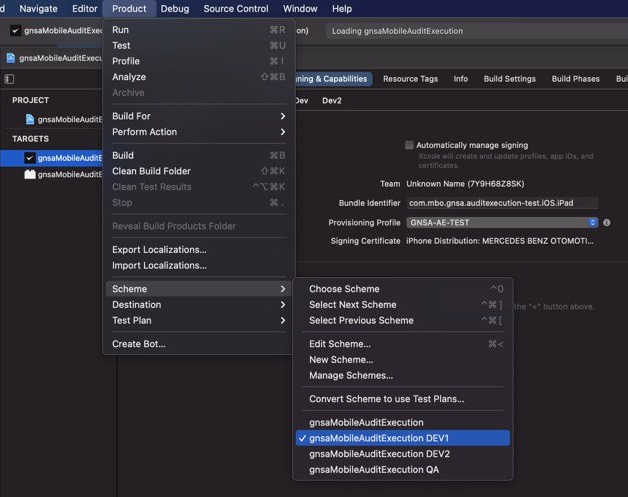 d Navigate Editor Product Debug Source Control Window Help
gnsaMobileAuditExec
on) Loading gnsaMobileAuditExecution
gnsaMobileAuditExecu
ning & Capabilities Resource Tags Info Build Settings Build Phases Bui
Dev Dev2
PROJECT
gnsaMobileAuditE
TARGETS
gnsaMobileAuditE
gnsaMobileAuditE
Run ⌘R
Test ⌘U
Profile ⌘I
Analyze ⇧⌘B
Archive
Build For
Perform Action
Build ⌘B
Clean Build Folder ⇧⌘K
Clean Test Results ^⌥⌘K
Stop ⌘.
Reveal Build Products Folder
Export Localizations...
Import Localizations...
Scheme
Destination
Test Plan
Create Bot...
Automatically manage signing
Xcode will create and update profiles, app IDs, and
certificates.
Team Unknown Name (7Y9H68Z8SK)
Bundle Identifier com.mbo.gnsa.auditexecution-test.iOS.iPad
Provisioning Profile GNSA-AE-TEST
Signing Certificate iPhone Distribution: MERCEDES BENZ OTOMOTI...
the "+" button above.
Choose Scheme ^O
Select Next Scheme ^⌘]
Select Previous Scheme ^⌘[
Edit Scheme... ⌘<
New Scheme...
Manage Schemes...
Convert Scheme to use Test Plans...
gnsaMobileAuditExecution
gnsaMobileAuditExecution DEV1
gnsaMobileAuditExecution DEV2
gnsaMobileAuditExecution QA